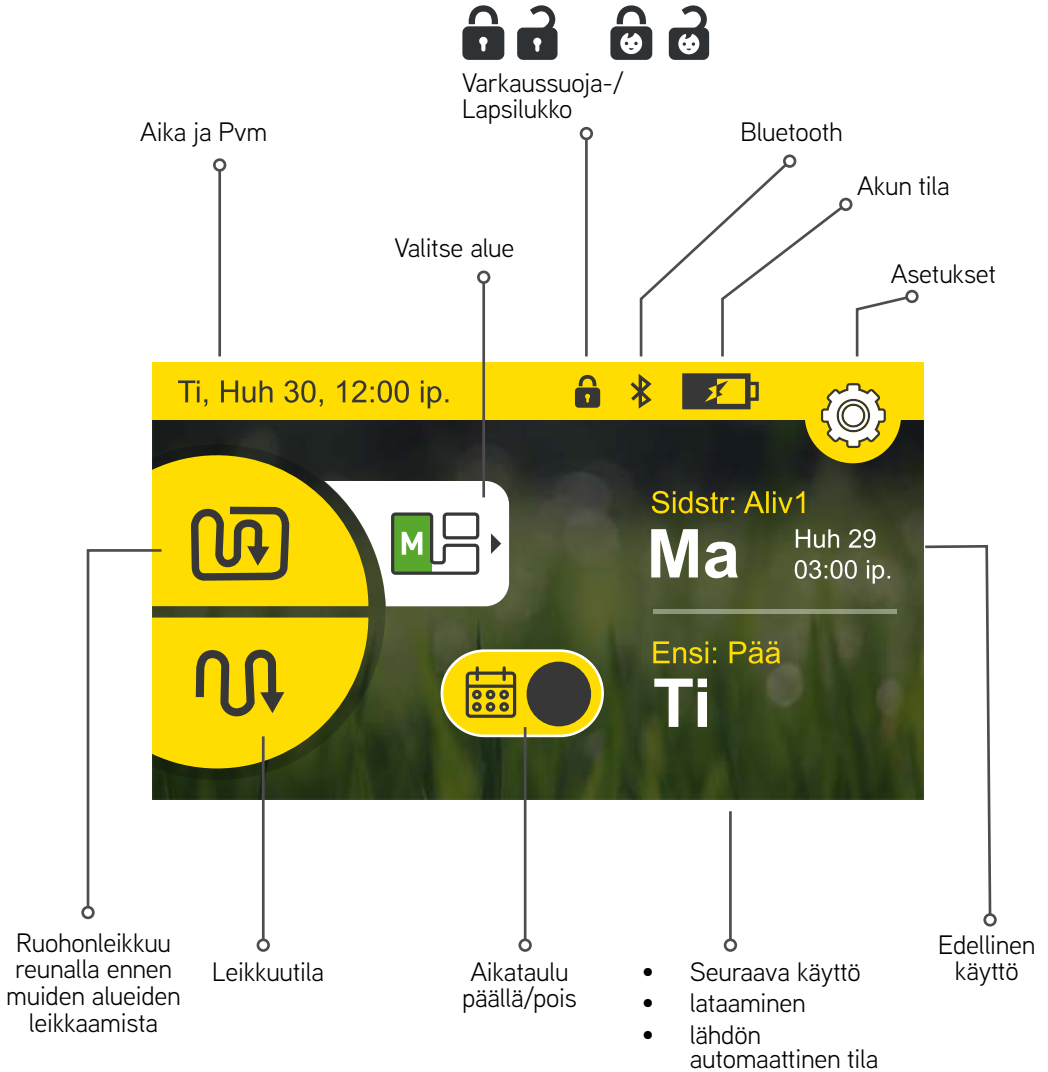 Varkaussuoja-/
Lapsilukko
Aika ja Pvm
Bluetooth
Akun tila
Valitse alue
Asetukset
Ti, Huh 30, 12:00 ip.
Sidstr: Aliv1
Ma
Huh 29
03:00 ip.
M
Ensi: Pää
Ti
Ruohonleikkuu
reunalla ennen
muiden alueiden
leikkaamista
Leikkuutila
Aikataulu
päällä/pois
• Seuraava käyttö
• lataaminen
• lähdön
automaattinen tila
Edellinen
käyttö